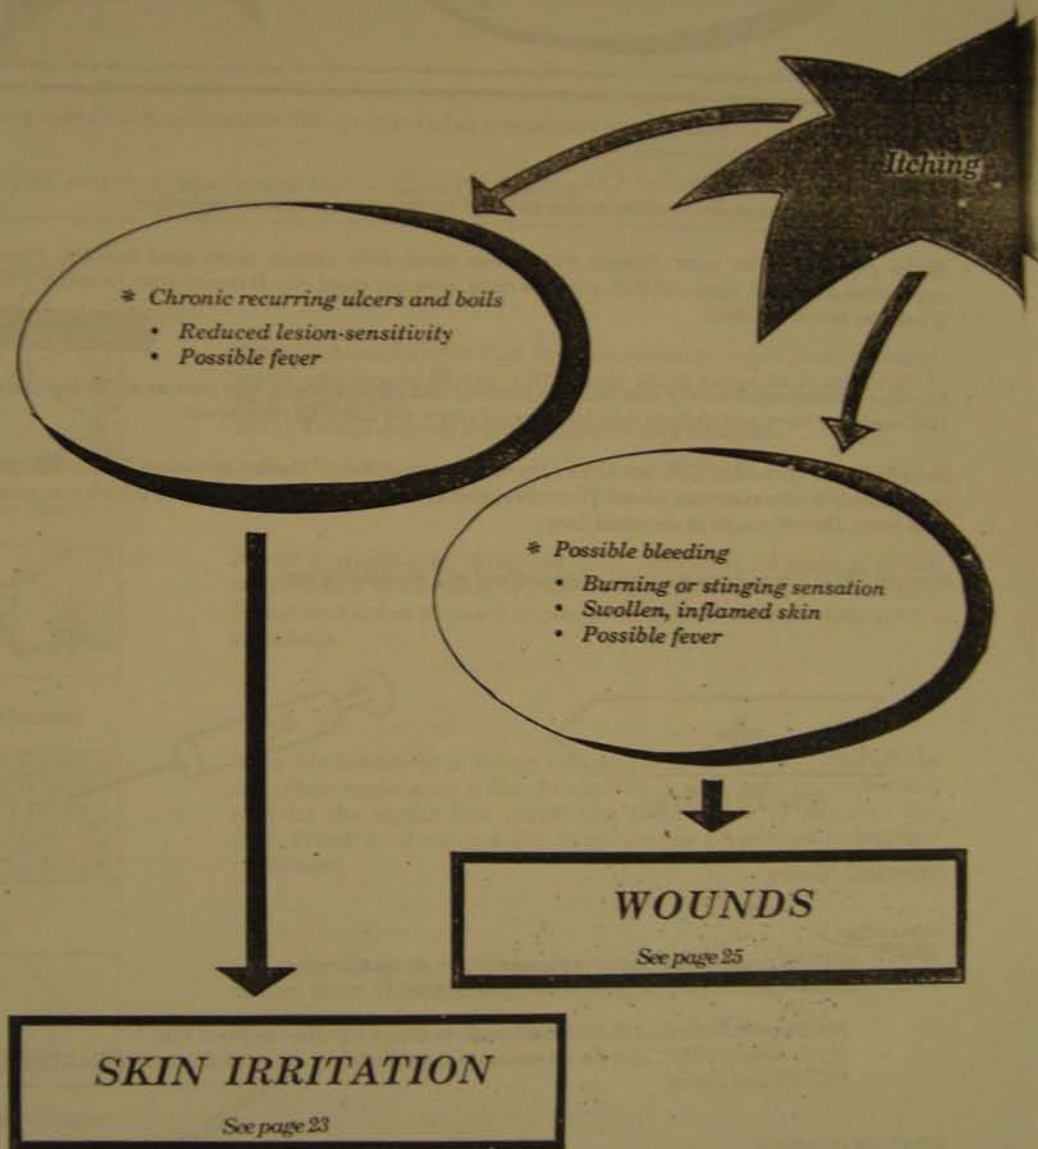 Itching
* Chronic recurring ulcers and boils
• Reduced lesion-sensitivity
• Possible fever
* Possible bleeding
• Burning or stinging sensation
• Swollen, inflamed skin
• Possible fever
WOUNDS
See page 25
SKIN IRRITATION
See page 23